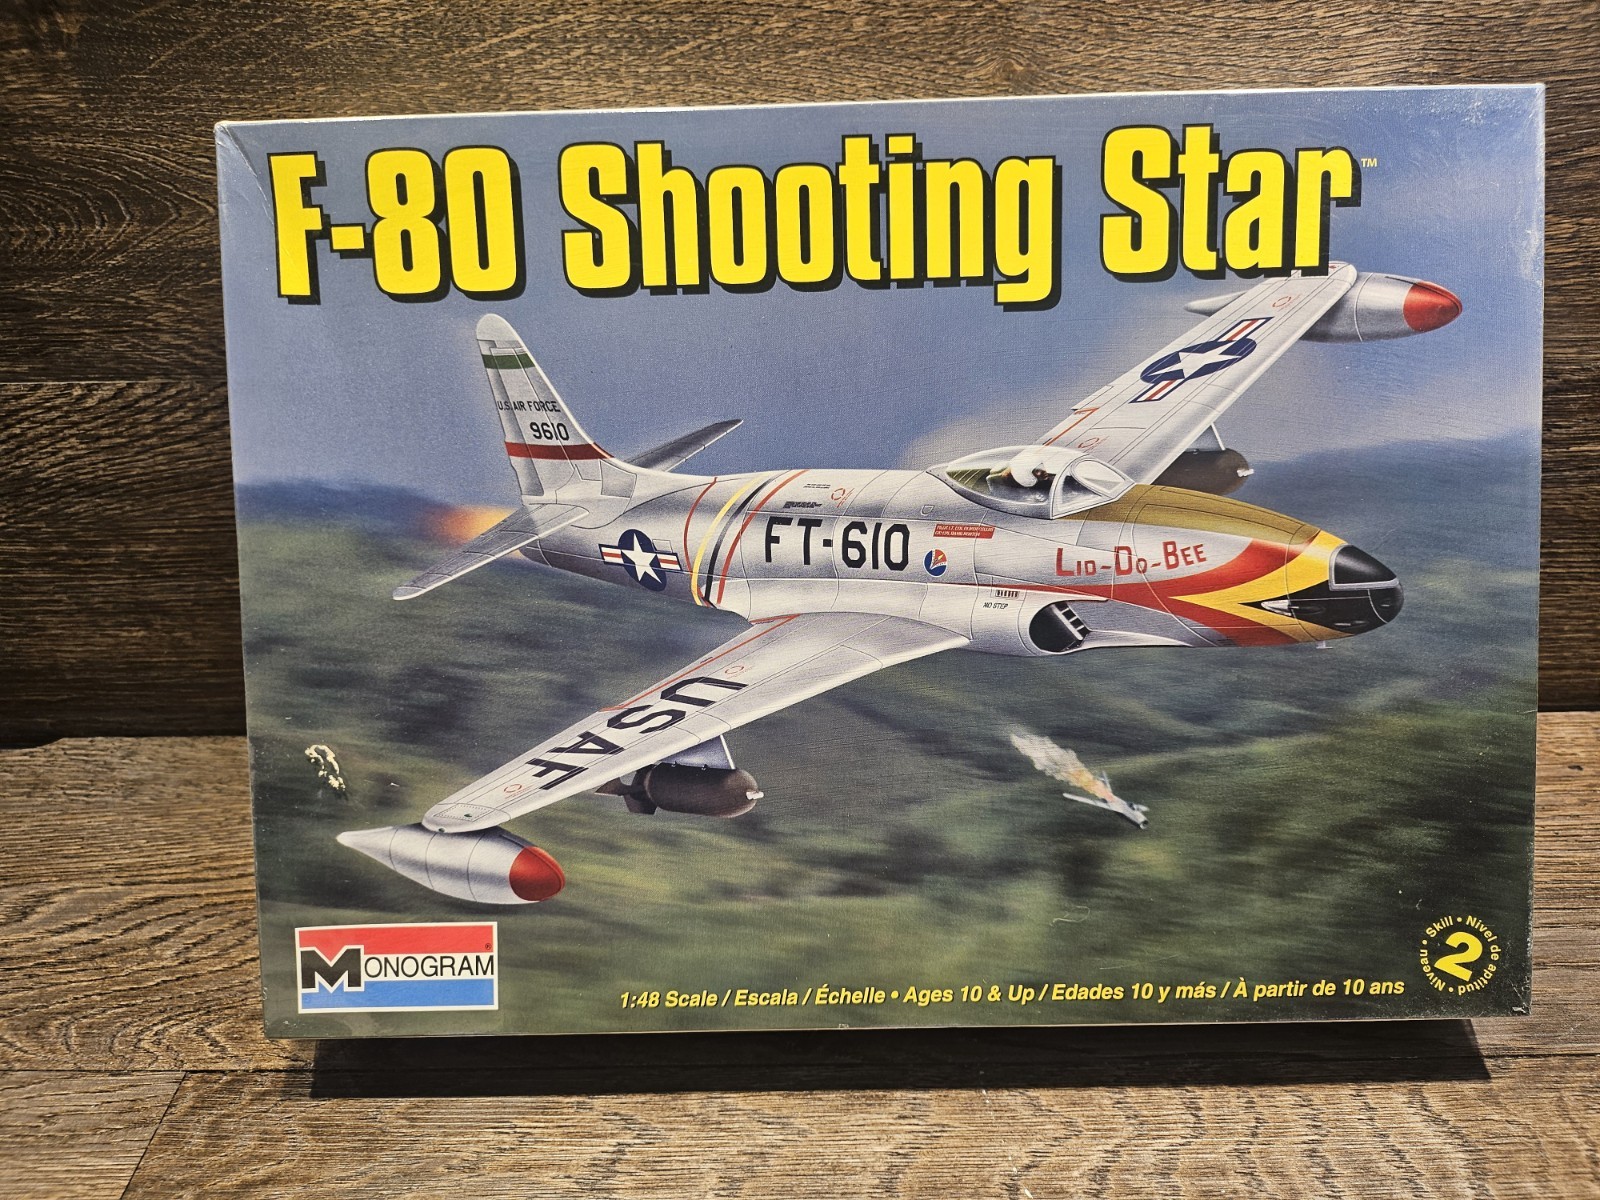 F-80 Shooting Star™
U.S. AIR FORCE
9610
FT-610
LID-DO-BEE
NO STEP
USAF
MONOGRAM®
1:48 Scale / Escala / Échelle • Ages 10 & Up / Edades 10 y más / À partir de 10 ans
Skill • Nivel de aptitud • Niveau •
2